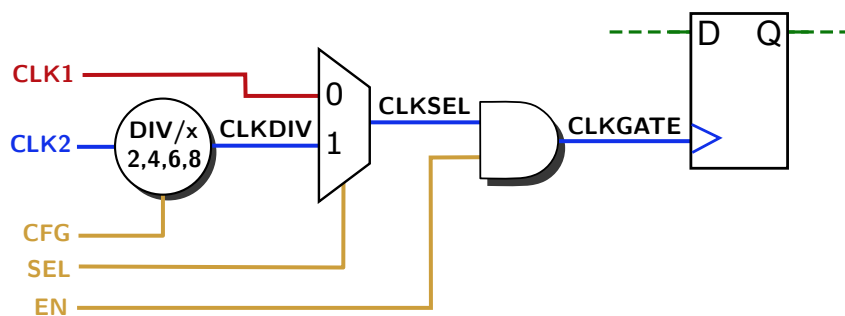 D Q
CLK1
0
CLKSEL
DIV/x
2,4,6,8
CLKDIV
1
CLK2
CLKGATE
CFG
SEL
EN